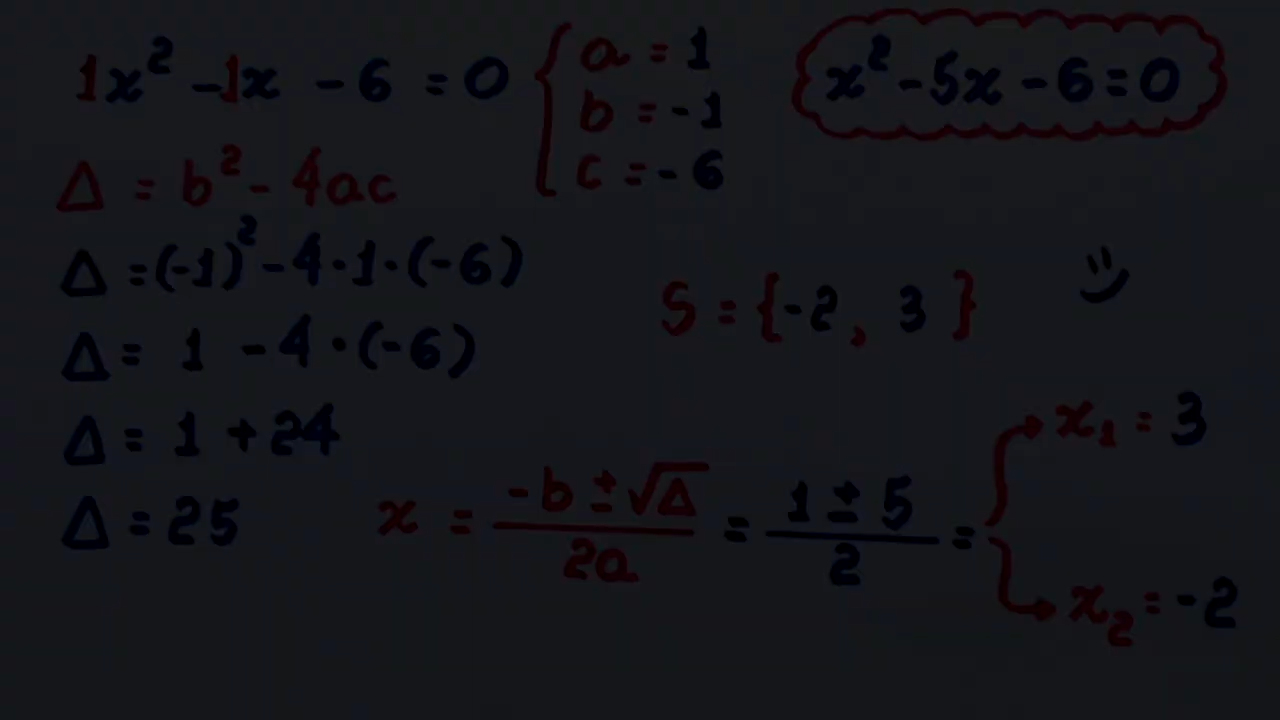 1x² - 1x - 6 = 0
a = 1
b = -1
c = -6
x² - 5x - 6 = 0
Δ = b² - 4ac
Δ = (-1)² - 4 · 1 · (-6)
Δ = 1 - 4 · (-6)
Δ = 1 + 24
Δ = 25
S = {-2, 3}
x = (-b ± √Δ)/2a = (1 ± 5)/2 =
x₁ = 3
x₂ = -2